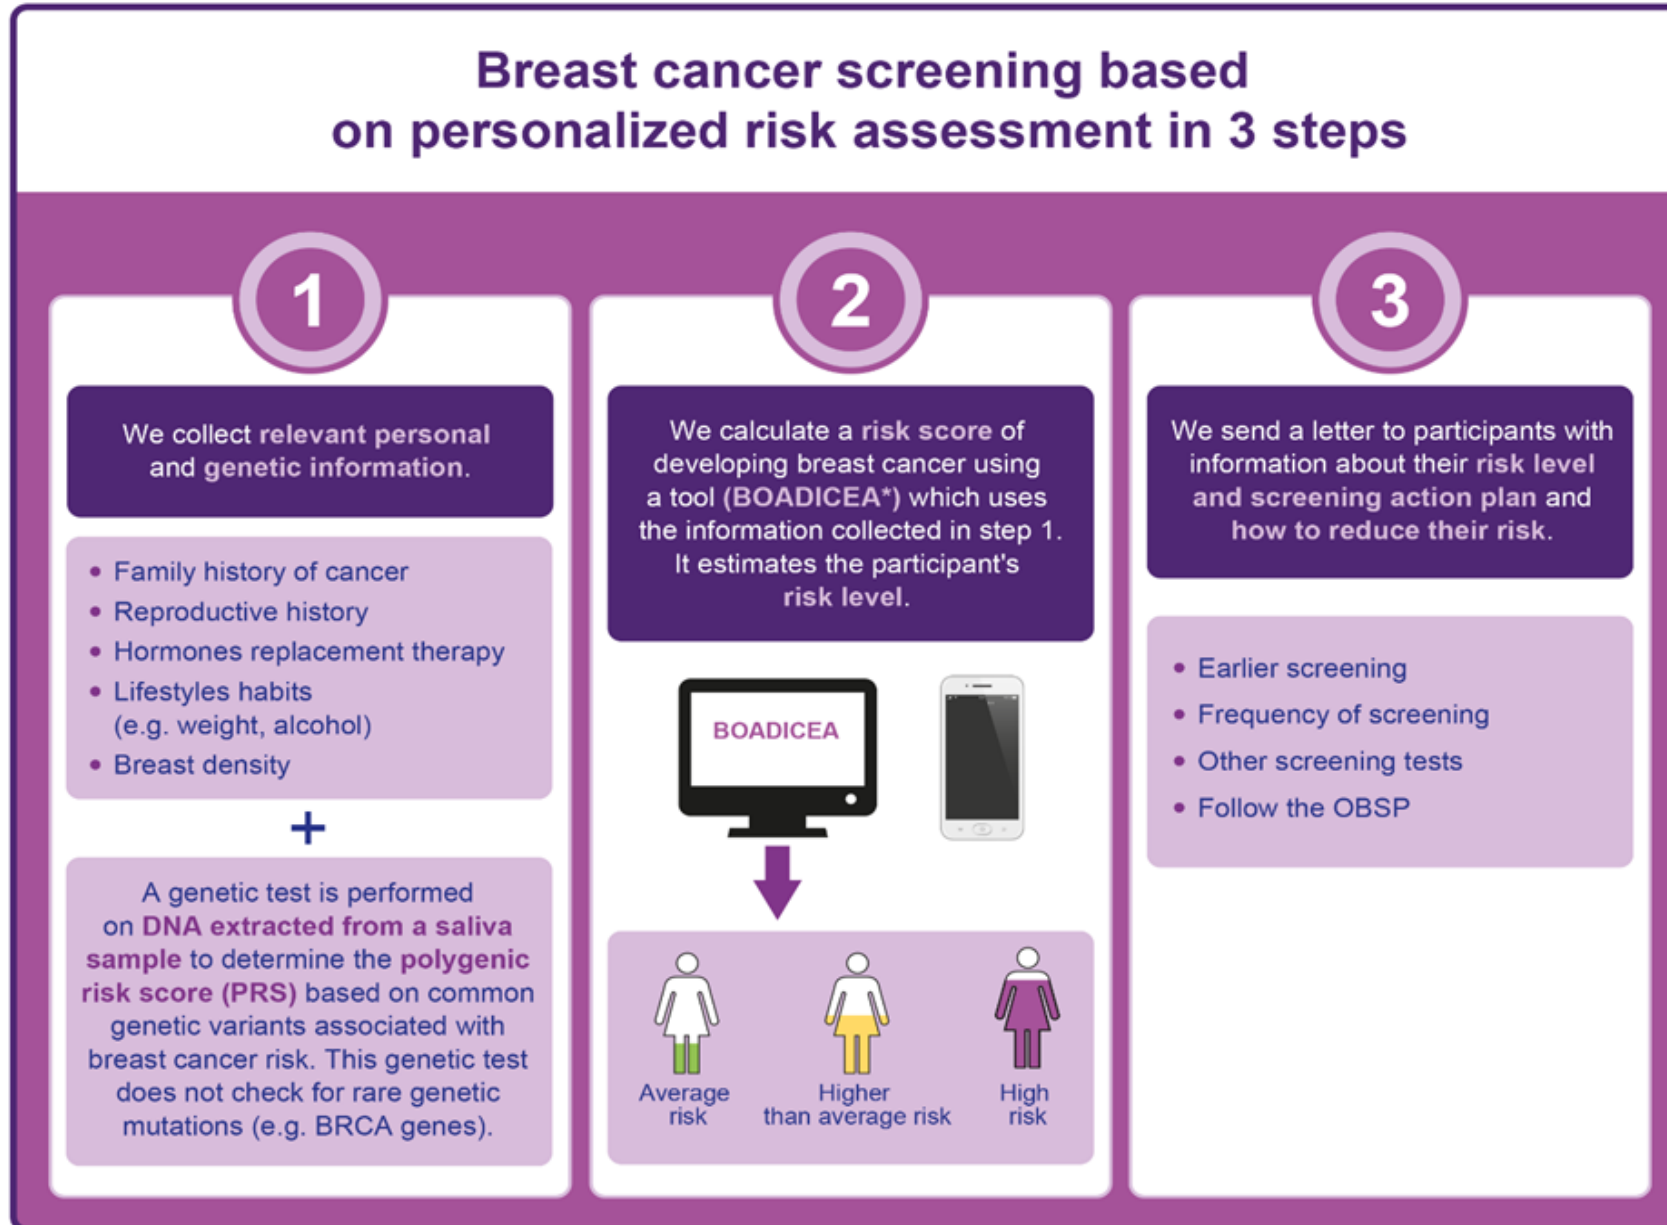 Breast cancer screening based
on personalized risk assessment in 3 steps
1
We collect relevant personal
and genetic information.
• Family history of cancer
• Reproductive history
• Hormones replacement therapy
• Lifestyles habits
(e.g. weight, alcohol)
• Breast density
+
A genetic test is performed
on DNA extracted from a saliva
sample to determine the polygenic
risk score (PRS) based on common
genetic variants associated with
breast cancer risk. This genetic test
does not check for rare genetic
mutations (e.g. BRCA genes).
2
We calculate a risk score of
developing breast cancer using
a tool (BOADICEA*) which uses
the information collected in step 1.
It estimates the participant's
risk level.
BOADICEA
Average
risk
Higher
than average risk
High
risk
3
We send a letter to participants with
information about their risk level
and screening action plan and
how to reduce their risk.
• Earlier screening
• Frequency of screening
• Other screening tests
• Follow the OBSP